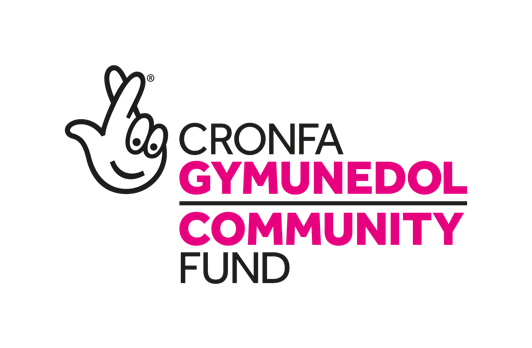 ®
CRONFA
GYMUNEDOL
COMMUNITY
FUND